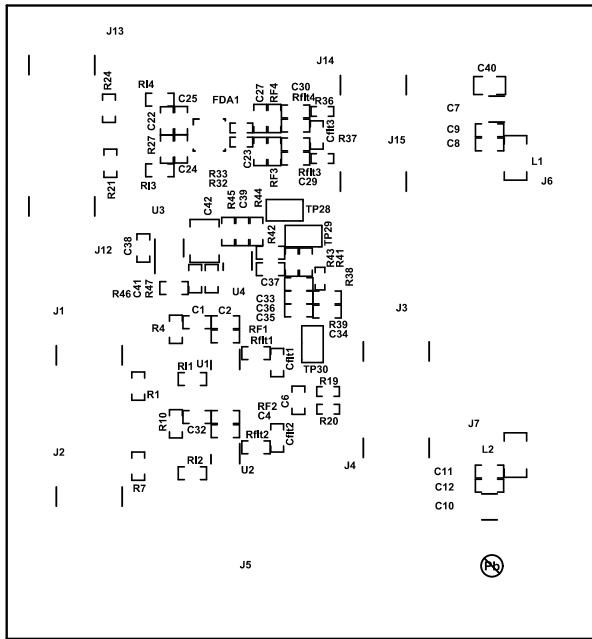 J13
J14
R24
RI4
C25
FDA1
C27
RF4
C30
Rflt4
R36
C40
C7
C22
R27
C9
C8
Cflt3
R37
J15
L1
J6
R21
RI3
C24
C23
RF3
Rflt3
C29
R33
R32
U3
C42
R45
C39
R44
TP28
TP29
J12
C38
R42
R43
R41
R38
C41
R47
R46
U4
C37
C33
C36
C35
J1
C1
C2
R4
RF1
Rflt1
R39
C34
J3
Cflt1
RI1
U1
TP30
R1
R19
C6
R20
RF2
C4
R10
C32
Rflt2
Cflt2
J7
J2
L2
RI2
U2
J4
C11
C12
R7
C10
J5
Pb